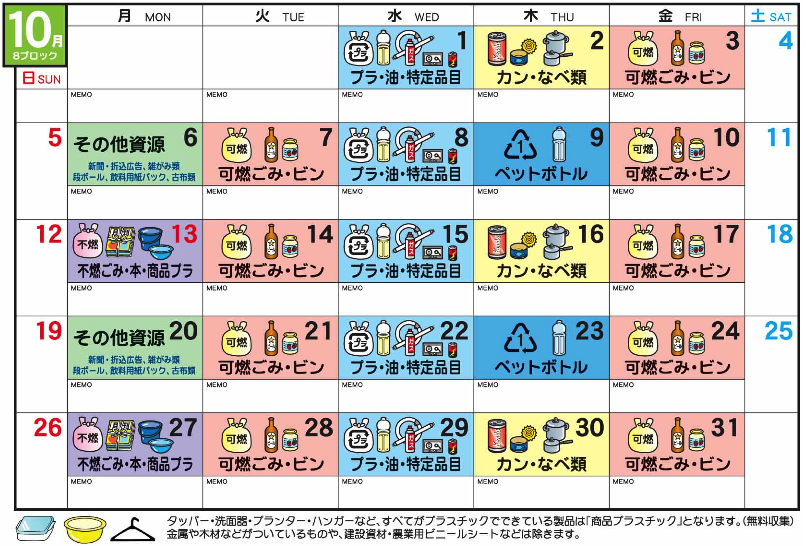 10月
8ブロック
月 MON
火 TUE
水 WED
木 THU
金 FRI
土 SAT
日 SUN
1
プラ・油・特定品目
2
カン・なべ類
3
可燃
可燃ごみ・ビン
4
MEMO MEMO MEMO MEMO MEMO
5
その他資源 6
新聞・折込広告、雑がみ類
段ボール、飲料用紙パック、古布類
可燃
7
可燃ごみ・ビン
8
プラ・油・特定品目
1
9
ペットボトル
可燃
10
可燃ごみ・ビン
11
MEMO MEMO MEMO MEMO MEMO
12
不燃
13
不燃ごみ・本・商品プラ
可燃
14
可燃ごみ・ビン
15
プラ・油・特定品目
16
カン・なべ類
可燃
17
可燃ごみ・ビン
18
MEMO MEMO MEMO MEMO MEMO
19
その他資源 20
新聞・折込広告、雑がみ類
段ボール、飲料用紙パック、古布類
可燃
21
可燃ごみ・ビン
22
プラ・油・特定品目
1
23
ペットボトル
可燃
24
可燃ごみ・ビン
25
MEMO MEMO MEMO MEMO MEMO
26
不燃
27
不燃ごみ・本・商品プラ
可燃
28
可燃ごみ・ビン
29
プラ・油・特定品目
30
カン・なべ類
可燃
31
可燃ごみ・ビン
MEMO MEMO MEMO MEMO MEMO
タッパー・洗面器・プランター・ハンガーなど、すべてがプラスチックでできている製品は「商品プラスチック」となります。(無料収集)
金属や木材などがついているものや、建設資材・農業用ビニールシートなどは除きます。